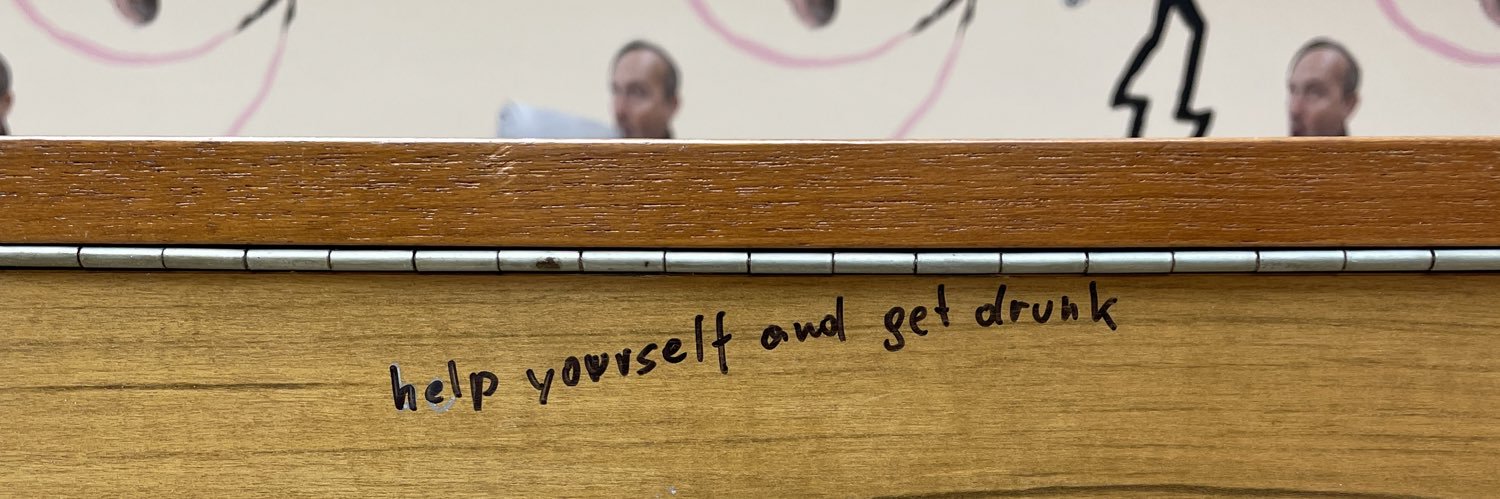 help yourself and get drunk